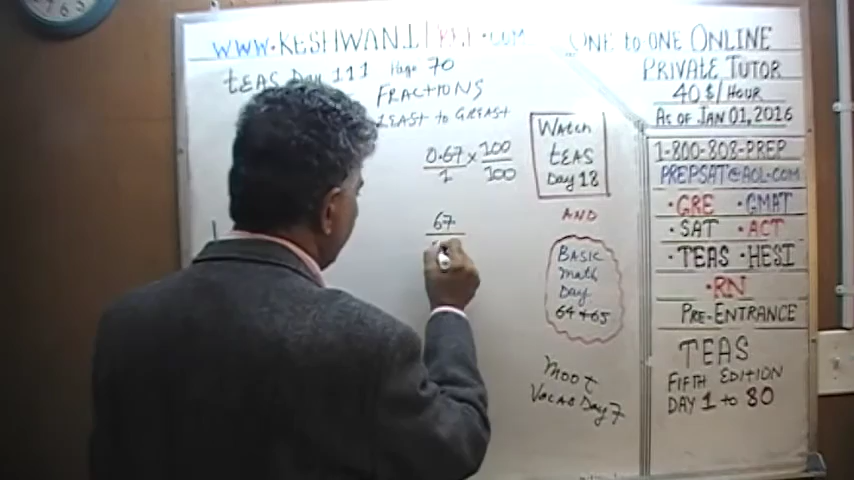 ONE to ONE ONLINE
PRIVATE TUTOR
40 $/HOUR
AS OF JAN 01, 2016
1-800-808-PREP
PREPSAT@AOL.COM
• GRE • GMAT
• SAT • ACT
• TEAS • HESI
• RN
PRE-ENTRANCE
TEAS
FIFTH EDITION
DAY 1 to 80
TEAS Day 111 Page 70
FRACTIONS
LEAST to GREAST
0.67 x 100
1 100
67
WATCH
TEAS
Day 18
AND
BASIC
math
Day
64+65
MOOT
VOCAB Day 7